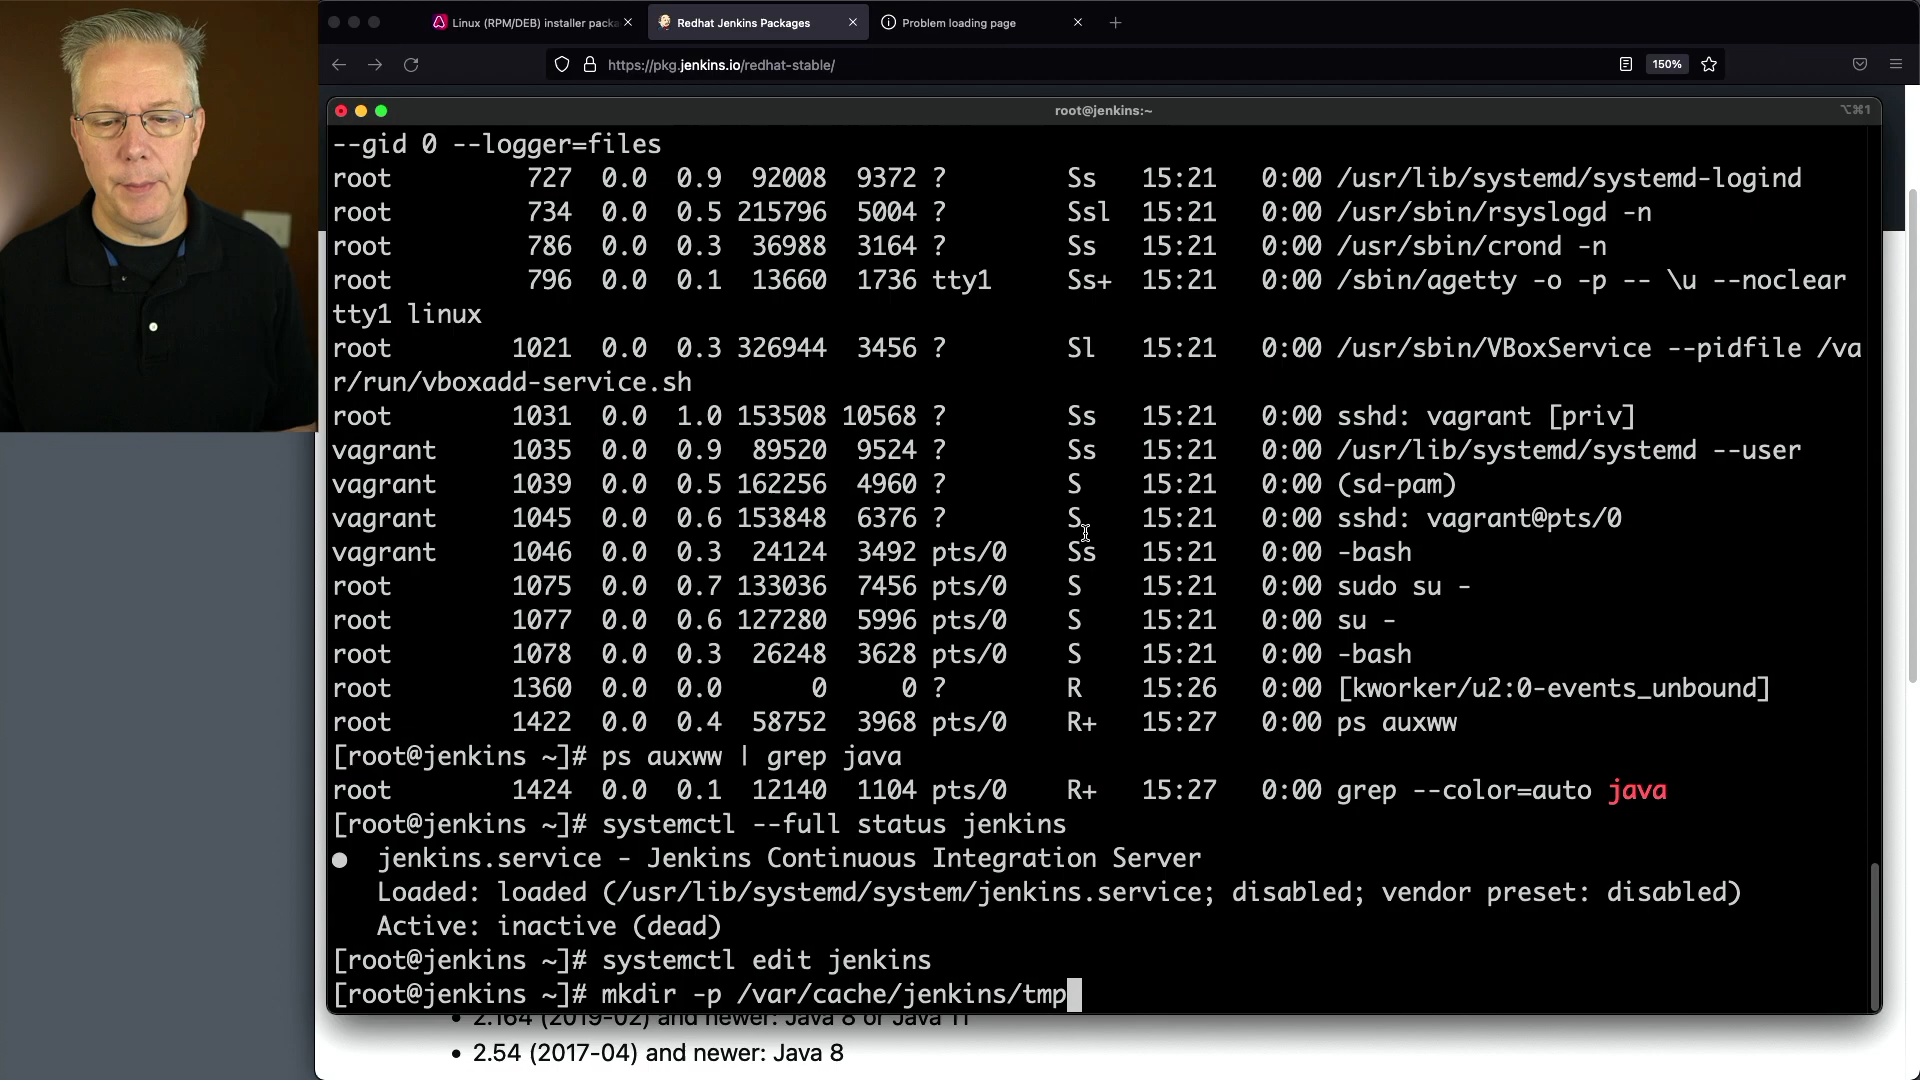 Linux (RPM/DEB) installer packa
Redhat Jenkins Packages
Problem loading page
https://pkg.jenkins.io/redhat-stable/
150%
root@jenkins:~
⌥⌘1
--gid 0 --logger=files
root 727 0.0 0.9 92008 9372 ? Ss 15:21 0:00 /usr/lib/systemd/systemd-logind
root 734 0.0 0.5 215796 5004 ? Ssl 15:21 0:00 /usr/sbin/rsyslogd -n
root 786 0.0 0.3 36988 3164 ? Ss 15:21 0:00 /usr/sbin/crond -n
root 796 0.0 0.1 13660 1736 tty1 Ss+ 15:21 0:00 /sbin/agetty -o -p -- \u --noclear
tty1 linux
root 1021 0.0 0.3 326944 3456 ? Sl 15:21 0:00 /usr/sbin/VBoxService --pidfile /va
r/run/vboxadd-service.sh
root 1031 0.0 1.0 153508 10568 ? Ss 15:21 0:00 sshd: vagrant [priv]
vagrant 1035 0.0 0.9 89520 9524 ? Ss 15:21 0:00 /usr/lib/systemd/systemd --user
vagrant 1039 0.0 0.5 162256 4960 ? S 15:21 0:00 (sd-pam)
vagrant 1045 0.0 0.6 153848 6376 ? S 15:21 0:00 sshd: vagrant@pts/0
vagrant 1046 0.0 0.3 24124 3492 pts/0 Ss 15:21 0:00 -bash
root 1075 0.0 0.7 133036 7456 pts/0 S 15:21 0:00 sudo su -
root 1077 0.0 0.6 127280 5996 pts/0 S 15:21 0:00 su -
root 1078 0.0 0.3 26248 3628 pts/0 S 15:21 0:00 -bash
root 1360 0.0 0.0 0 0 ? R 15:26 0:00 [kworker/u2:0-events_unbound]
root 1422 0.0 0.4 58752 3968 pts/0 R+ 15:27 0:00 ps auxww
[root@jenkins ~]# ps auxww | grep java
root 1424 0.0 0.1 12140 1104 pts/0 R+ 15:27 0:00 grep --color=auto java
[root@jenkins ~]# systemctl --full status jenkins
● jenkins.service - Jenkins Continuous Integration Server
Loaded: loaded (/usr/lib/systemd/system/jenkins.service; disabled; vendor preset: disabled)
Active: inactive (dead)
[root@jenkins ~]# systemctl edit jenkins
[root@jenkins ~]# mkdir -p /var/cache/jenkins/tmp
• 2.164 (2019-02) and newer: Java 8 or Java 11
• 2.54 (2017-04) and newer: Java 8